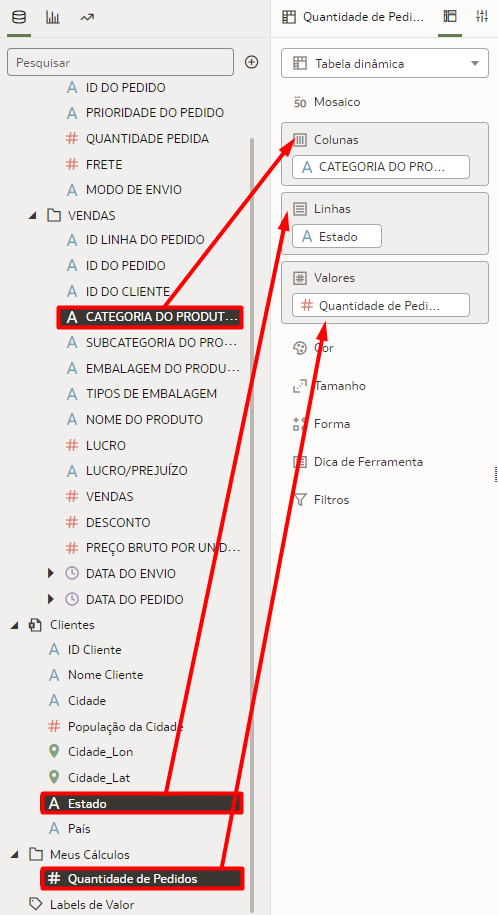 Pesquisar
ID DO PEDIDO
PRIORIDADE DO PEDIDO
QUANTIDADE PEDIDA
FRETE
MODO DE ENVIO
VENDAS
ID LINHA DO PEDIDO
ID DO PEDIDO
ID DO CLIENTE
CATEGORIA DO PRODUT...
SUBCATEGORIA DO PRO...
EMBALAGEM DO PRODU...
TIPOS DE EMBALAGEM
NOME DO PRODUTO
LUCRO
LUCRO/PREJUÍZO
VENDAS
DESCONTO
PREÇO BRUTO POR UNID...
DATA DO ENVIO
DATA DO PEDIDO
Clientes
ID Cliente
Nome Cliente
Cidade
População da Cidade
Cidade_Lon
Cidade_Lat
Estado
País
Meus Cálculos
Quantidade de Pedidos
Labels de Valor
Quantidade de Pedi...
Tabela dinâmica
Mosaico
Colunas
CATEGORIA DO PRO...
Linhas
Estado
Valores
Quantidade de Pedi...
Cor
Tamanho
Forma
Dica de Ferramenta
Filtros